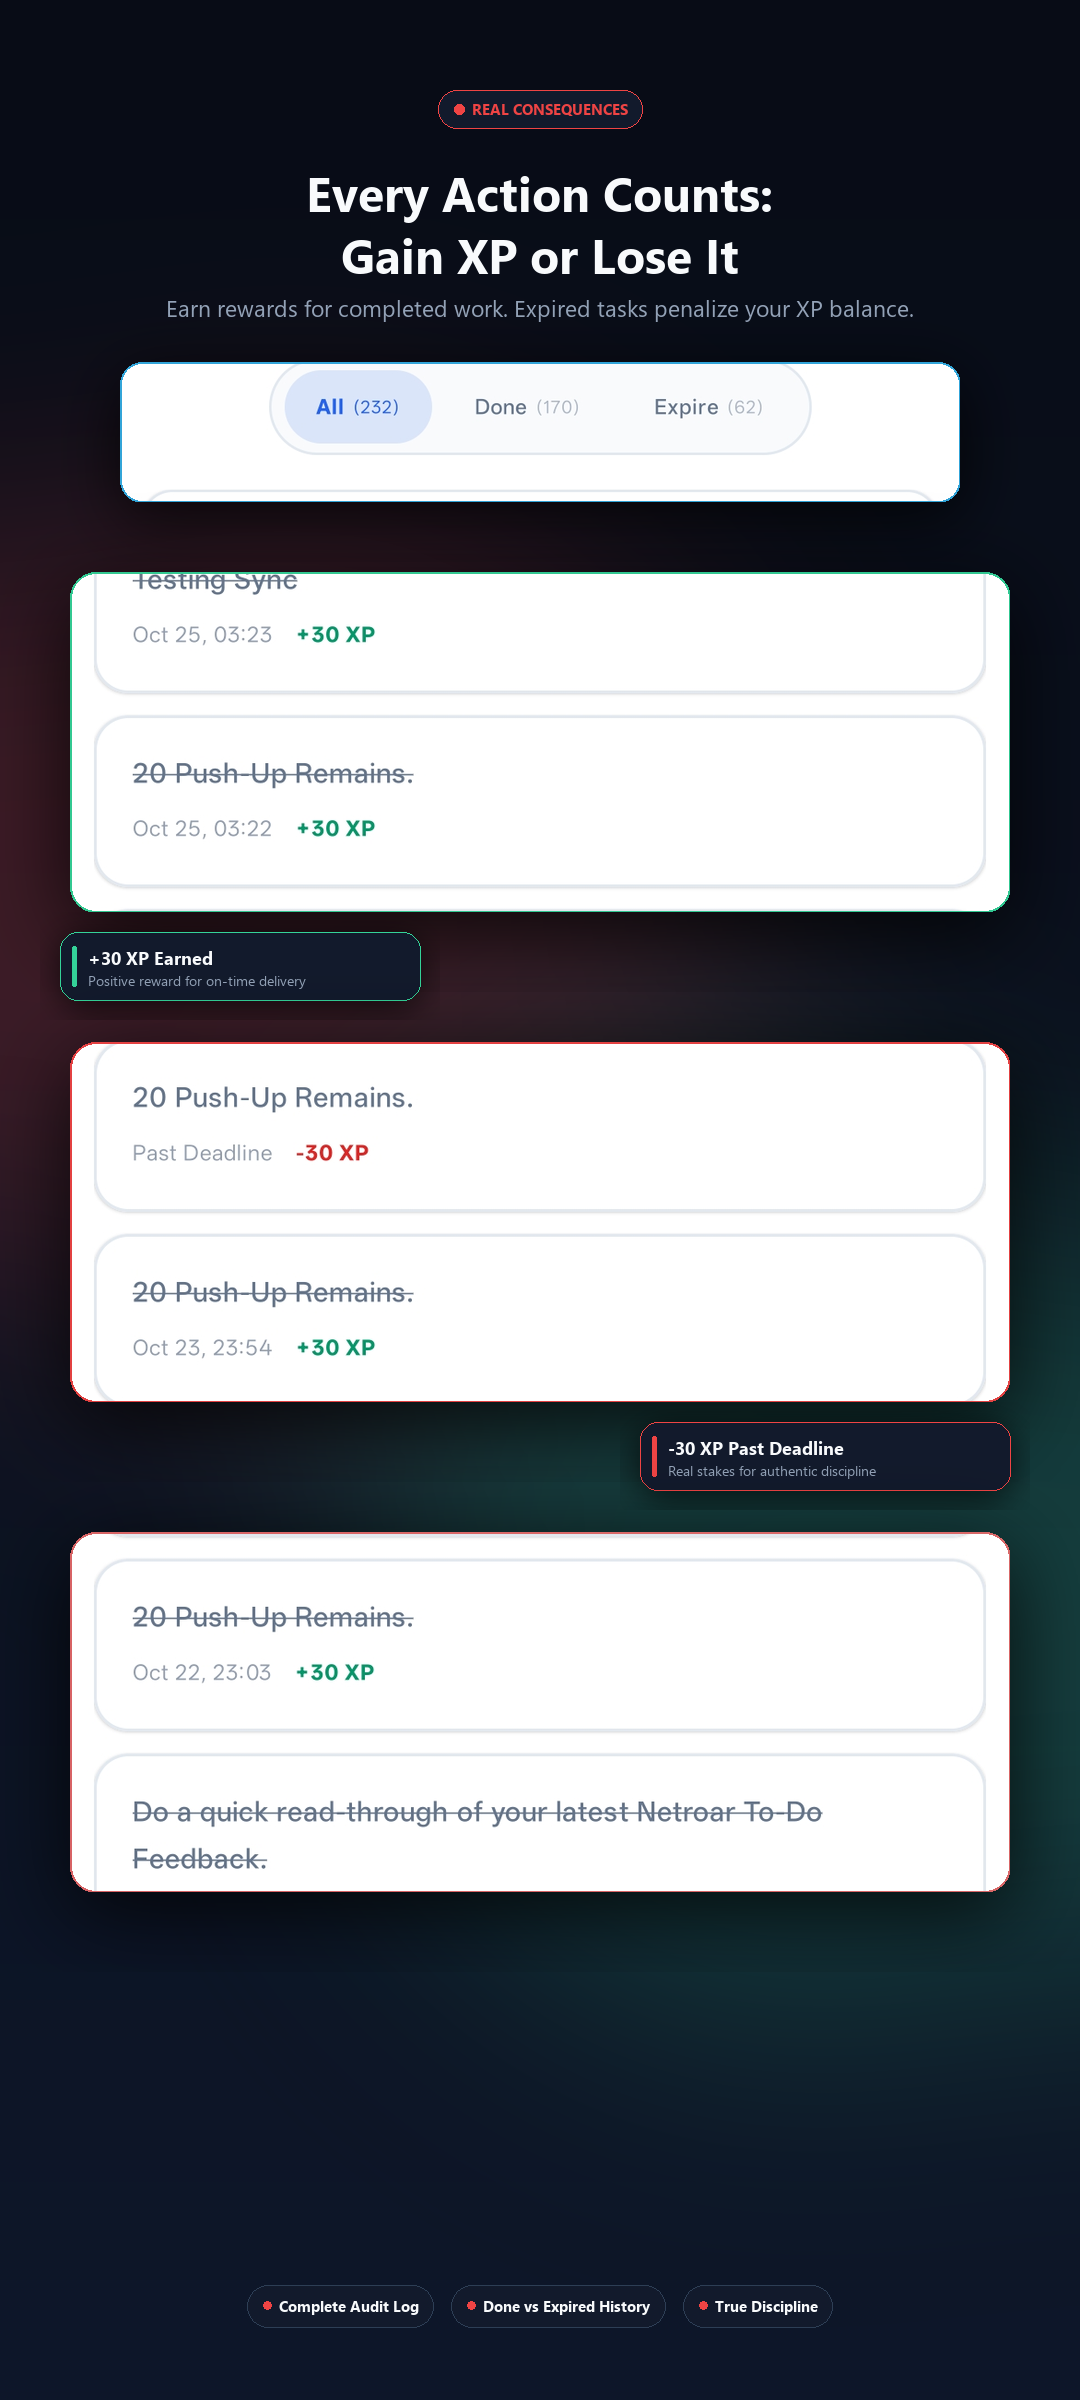 REAL CONSEQUENCES
Every Action Counts:
Gain XP or Lose It
Earn rewards for completed work. Expired tasks penalize your XP balance.
All (232) Done (170) Expire (62)
Testing Sync
Oct 25, 03:23 +30 XP
20 Push-Up Remains.
Oct 25, 03:22 +30 XP
+30 XP Earned
Positive reward for on-time delivery
20 Push-Up Remains.
Past Deadline -30 XP
20 Push-Up Remains.
Oct 23, 23:54 +30 XP
-30 XP Past Deadline
Real stakes for authentic discipline
20 Push-Up Remains.
Oct 22, 23:03 +30 XP
Do a quick read-through of your latest Netroar To-Do
Feedback.
Complete Audit Log Done vs Expired History True Discipline